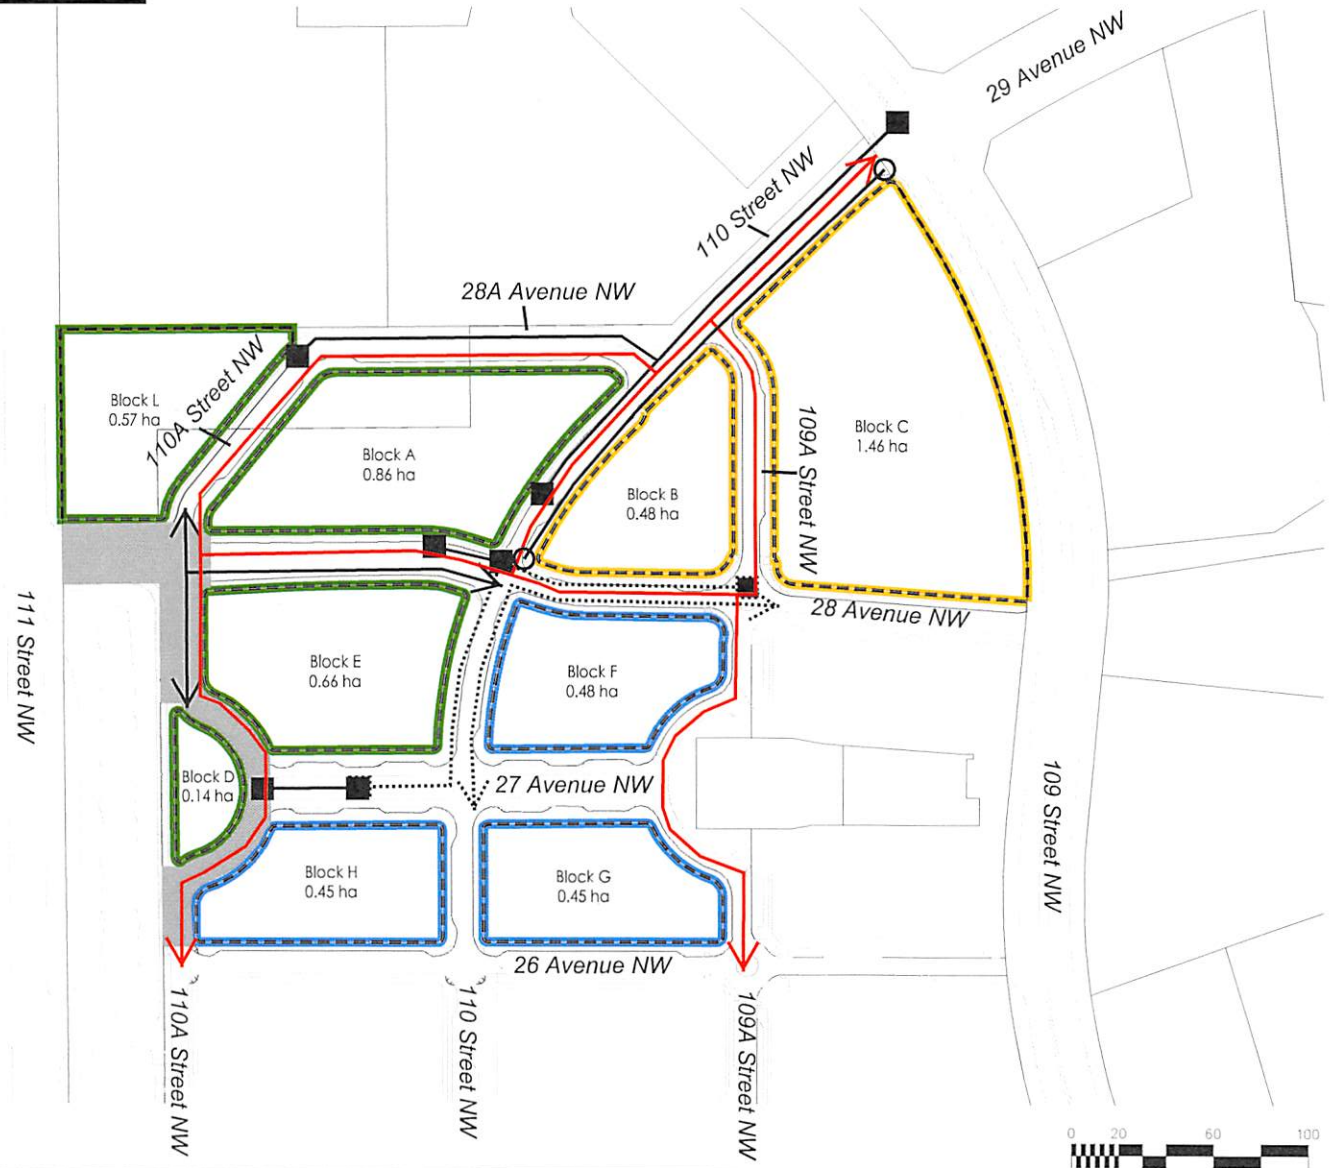 29 Avenue NW
110 Street NW
28A Avenue NW
110A Street NW
Block L
0.57 ha
Block A
0.86 ha
Block C
1.46 ha
109A Street NW
Block B
0.48 ha
28 Avenue NW
111 Street NW
Block E
0.66 ha
Block F
0.48 ha
Block D
0.14 ha
27 Avenue NW
109 Street NW
Block H
0.45 ha
Block G
0.45 ha
26 Avenue NW
110A Street NW
110 Street NW
109A Street NW
0 20 60 100